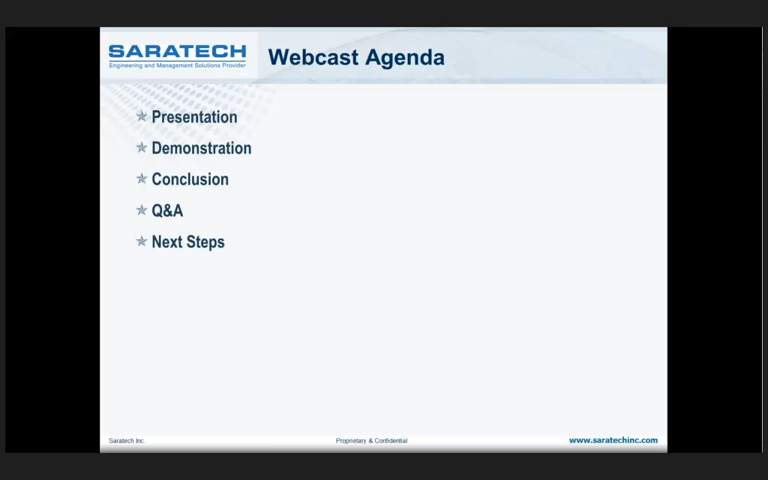 SARATECH
Engineering and Management Solutions Provider
Webcast Agenda
Presentation
Demonstration
Conclusion
Q&A
Next Steps
Saratech Inc.
Proprietary & Confidential
www.saratechinc.com